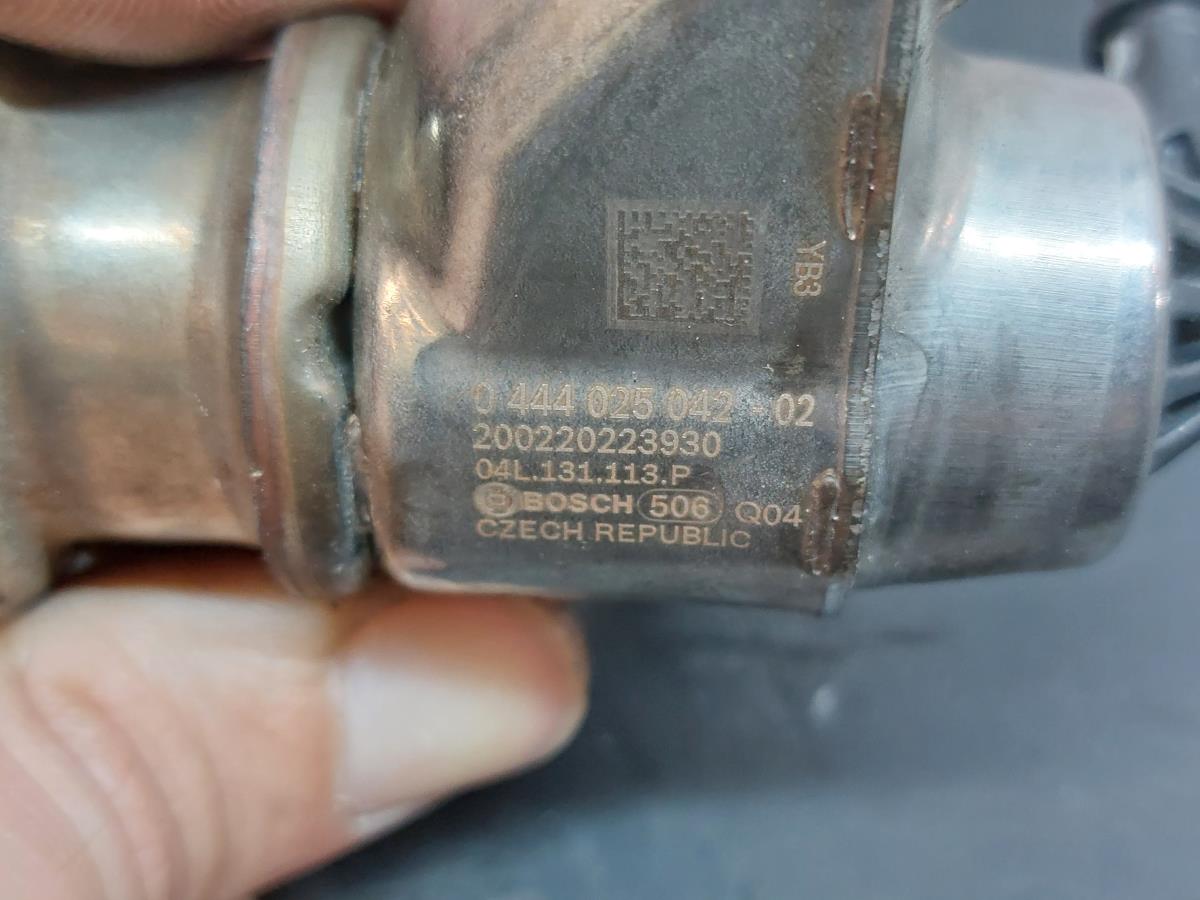 YB3
0 444 025 042 - 02
200220223930
04L.131.113.P
BOSCH 506 Q04
CZECH REPUBLIC